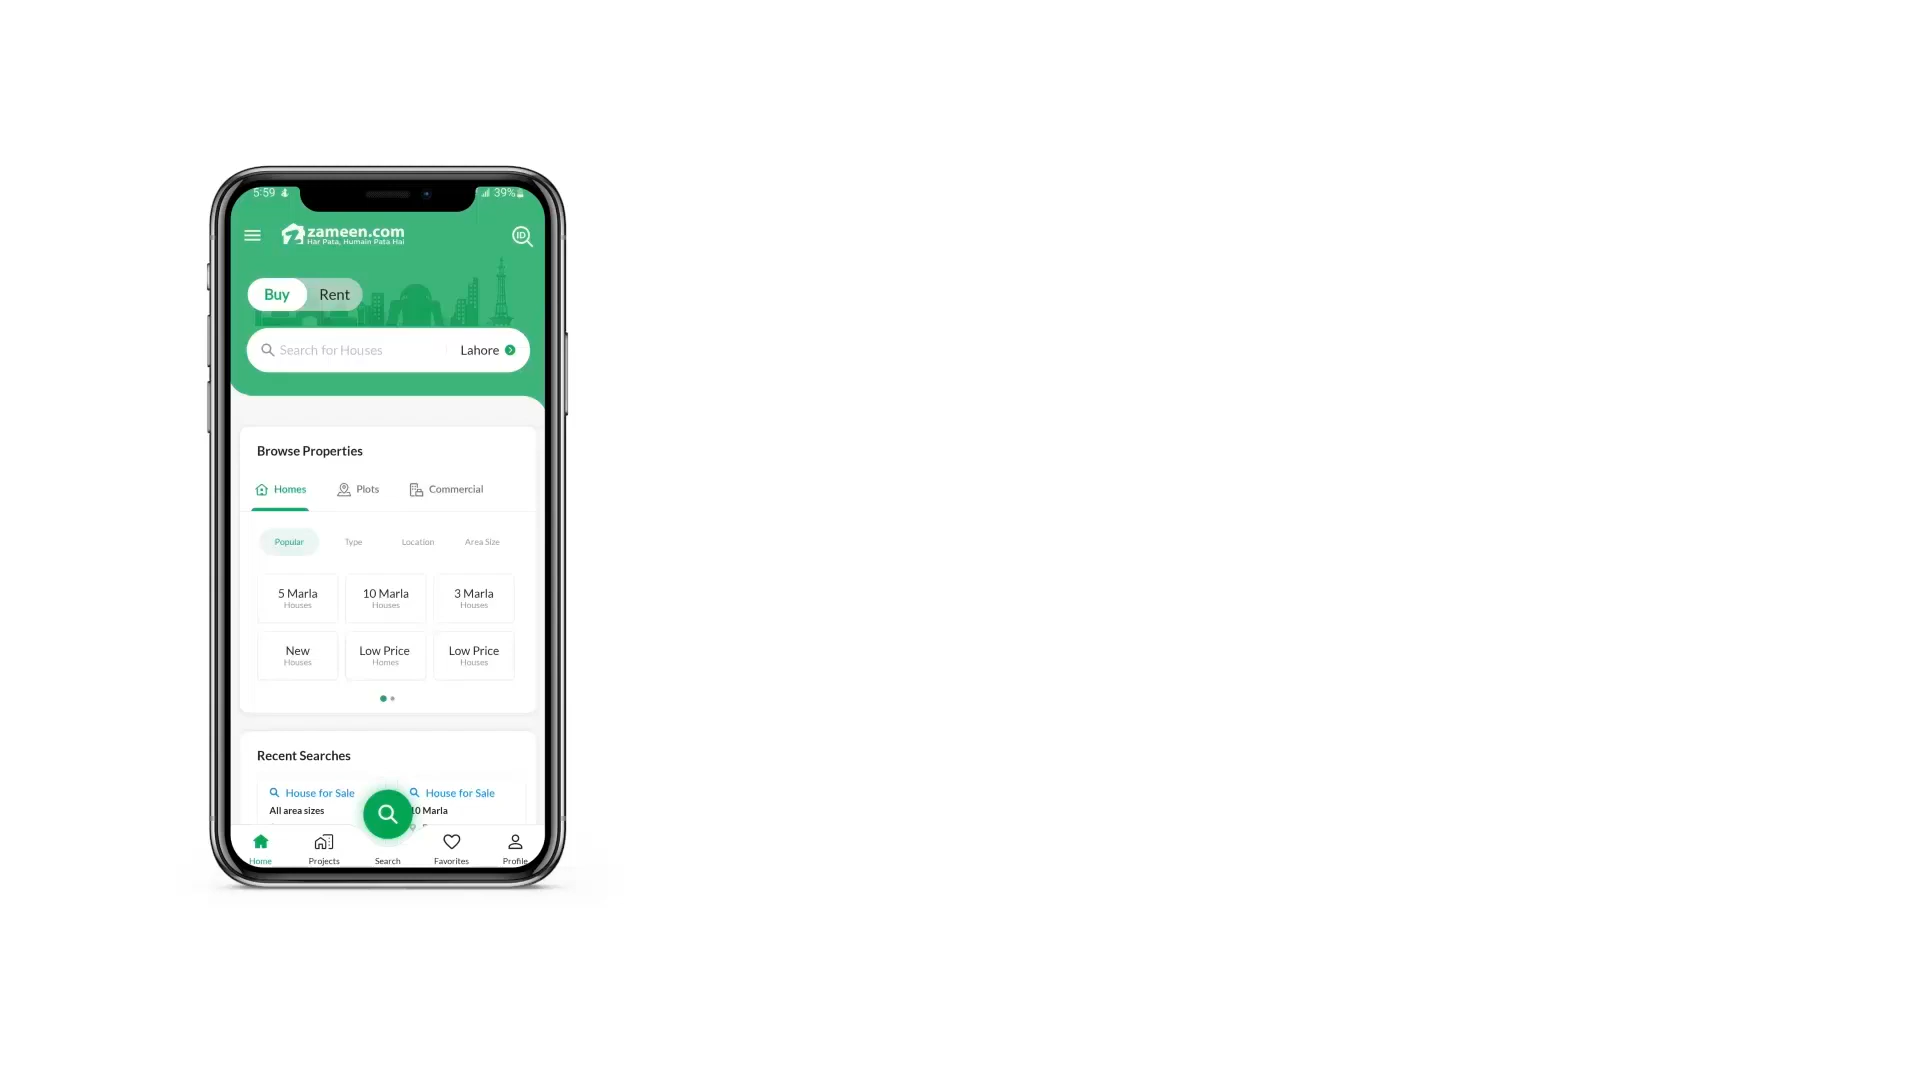 5:59
39%
zameen.com
Har Pata, Humain Pata Hai
ID
Buy Rent
Search for Houses Lahore
Browse Properties
Homes Plots Commercial
Popular Type Location Area Size
5 Marla 10 Marla 3 Marla
Houses Houses Houses
New Low Price Low Price
Houses Homes Houses
Recent Searches
House for Sale House for Sale
All area sizes 10 Marla
Home Projects Search Favorites Profile